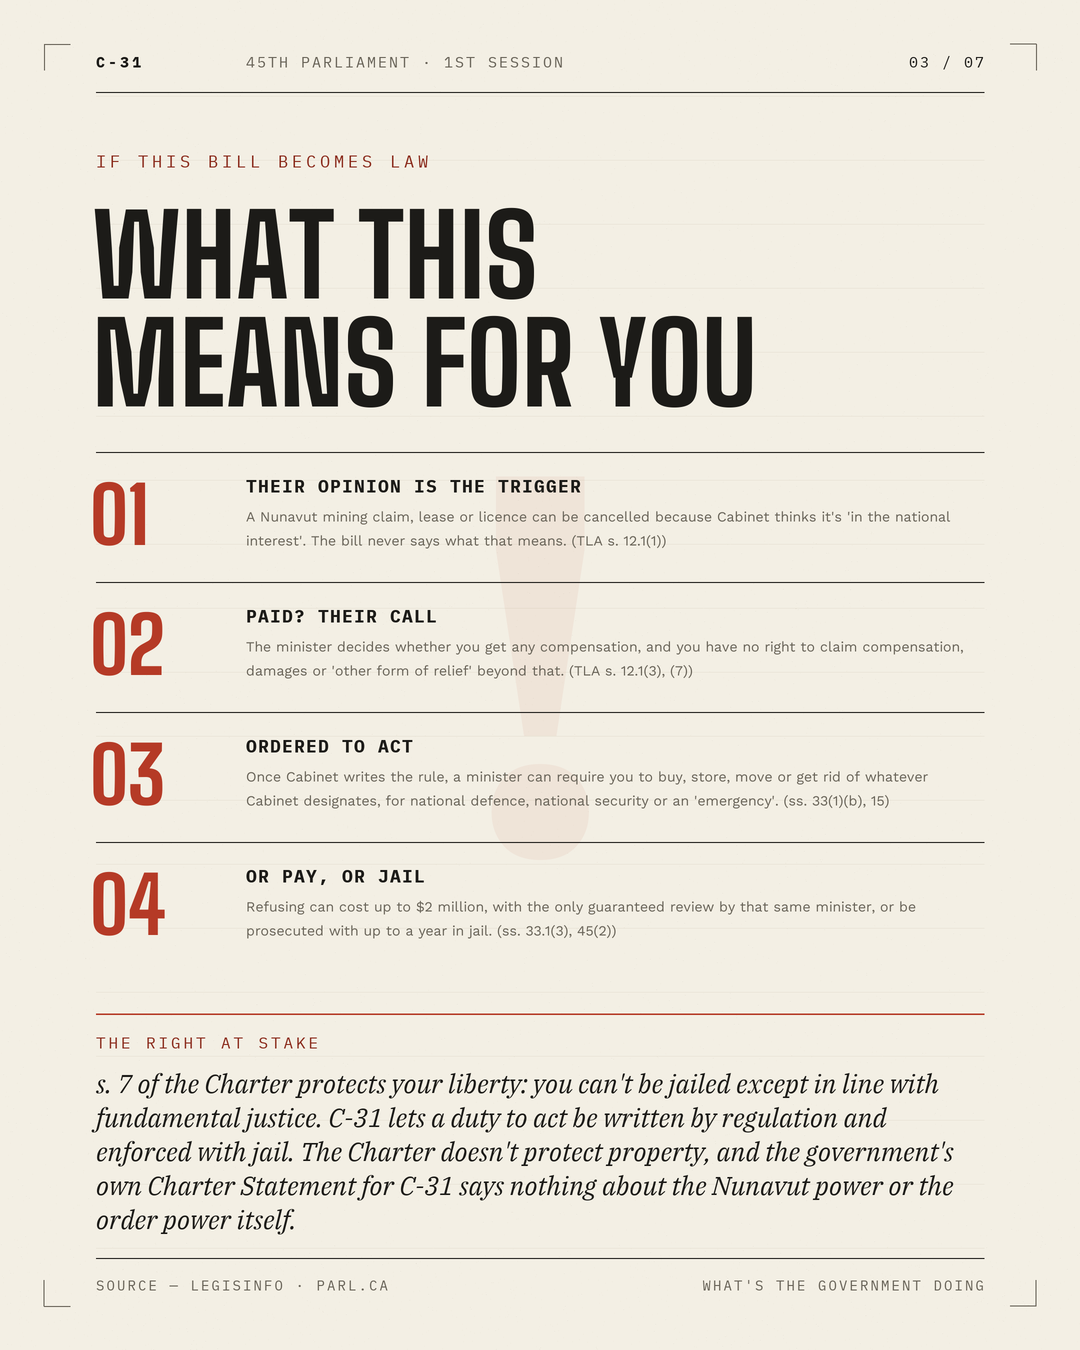 C-31
45TH PARLIAMENT · 1ST SESSION
03 / 07
IF THIS BILL BECOMES LAW
WHAT THIS
MEANS FOR YOU
01
THEIR OPINION IS THE TRIGGER
A Nunavut mining claim, lease or licence can be cancelled because Cabinet thinks it's 'in the national
interest'. The bill never says what that means. (TLA s. 12.1(1))
02
PAID? THEIR CALL
The minister decides whether you get any compensation, and you have no right to claim compensation,
damages or 'other form of relief' beyond that. (TLA s. 12.1(3), (7))
03
ORDERED TO ACT
Once Cabinet writes the rule, a minister can require you to buy, store, move or get rid of whatever
Cabinet designates, for national defence, national security or an 'emergency'. (ss. 33(1)(b), 15)
04
OR PAY, OR JAIL
Refusing can cost up to $2 million, with the only guaranteed review by that same minister, or be
prosecuted with up to a year in jail. (ss. 33.1(3), 45(2))
THE RIGHT AT STAKE
s. 7 of the Charter protects your liberty: you can't be jailed except in line with
fundamental justice. C-31 lets a duty to act be written by regulation and
enforced with jail. The Charter doesn't protect property, and the government's
own Charter Statement for C-31 says nothing about the Nunavut power or the
order power itself.
SOURCE — LEGISINFO · PARL.CA
WHAT'S THE GOVERNMENT DOING